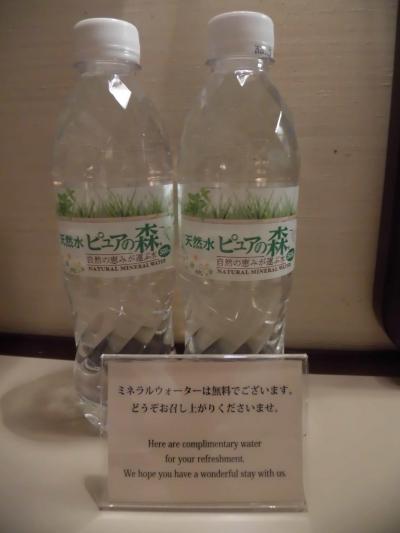 天然水 ピュアの森
自然の恵みが運ぶ水
NATURAL MINERAL WATER
天然水 ピュアの森
自然の恵みが運ぶ水
NATURAL MINERAL WATER
ミネラルウォーターは無料でございます。
どうぞお召し上がりくださいませ。
Here are complimentary water
for your refreshment.
We hope you have a wonderful stay with us.